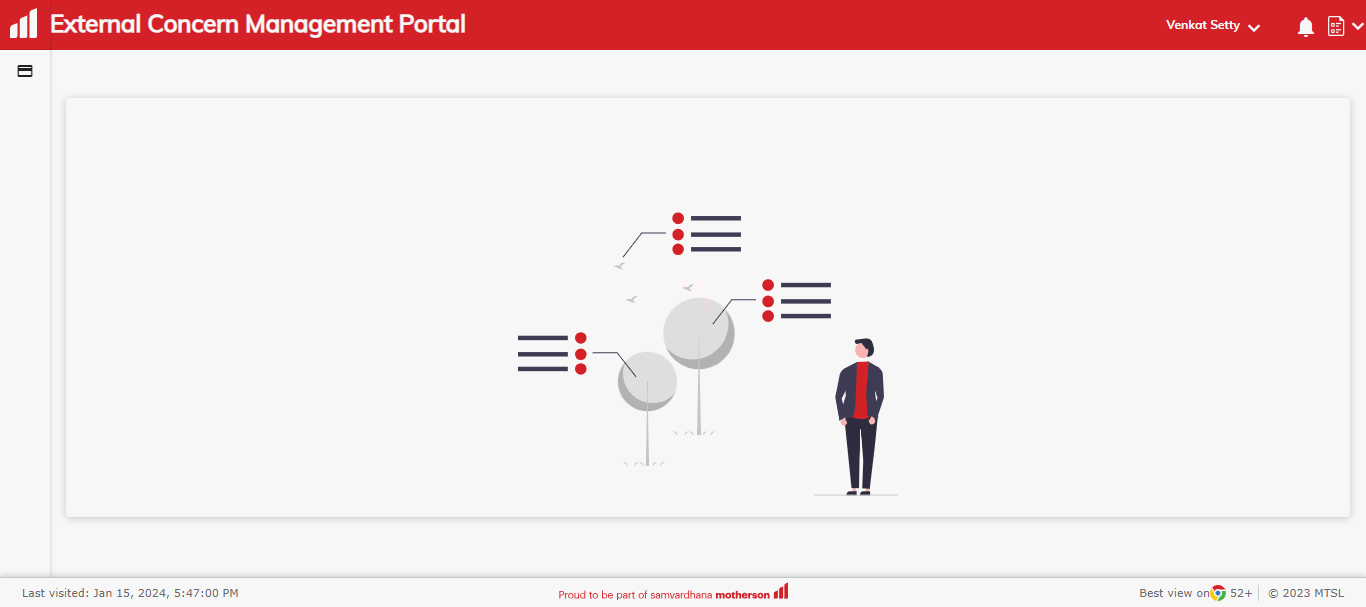 External Concern Management Portal
Venkat Setty
Last visited: Jan 15, 2024, 5:47:00 PM
Proud to be part of samvardhana motherson
Best view on 52+
© 2023 MTSL